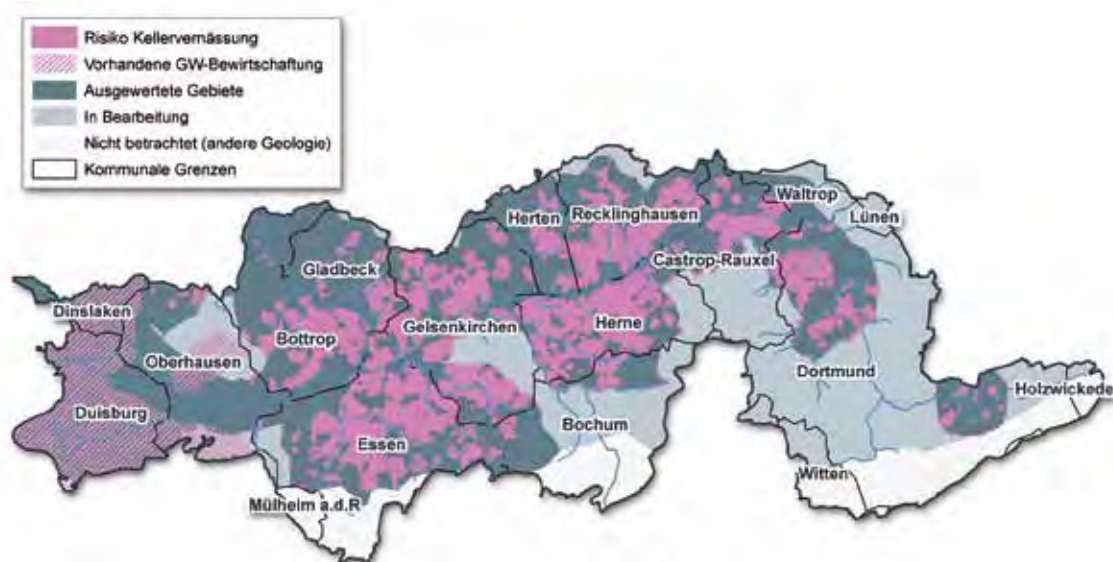 Risiko Kellervernässung
Vorhandene GW-Bewirtschaftung
Ausgewertete Gebiete
In Bearbeitung
Nicht betrachtet (andere Geologie)
Kommunale Grenzen
Waltrop
Lünen
Herten
Recklinghausen
Castrop-Rauxel
Gladbeck
Dinslaken
Gelsenkirchen
Herne
Bottrop
Oberhausen
Dortmund
Holzwickede
Duisburg
Bochum
Essen
Witten
Mülheim a.d.R